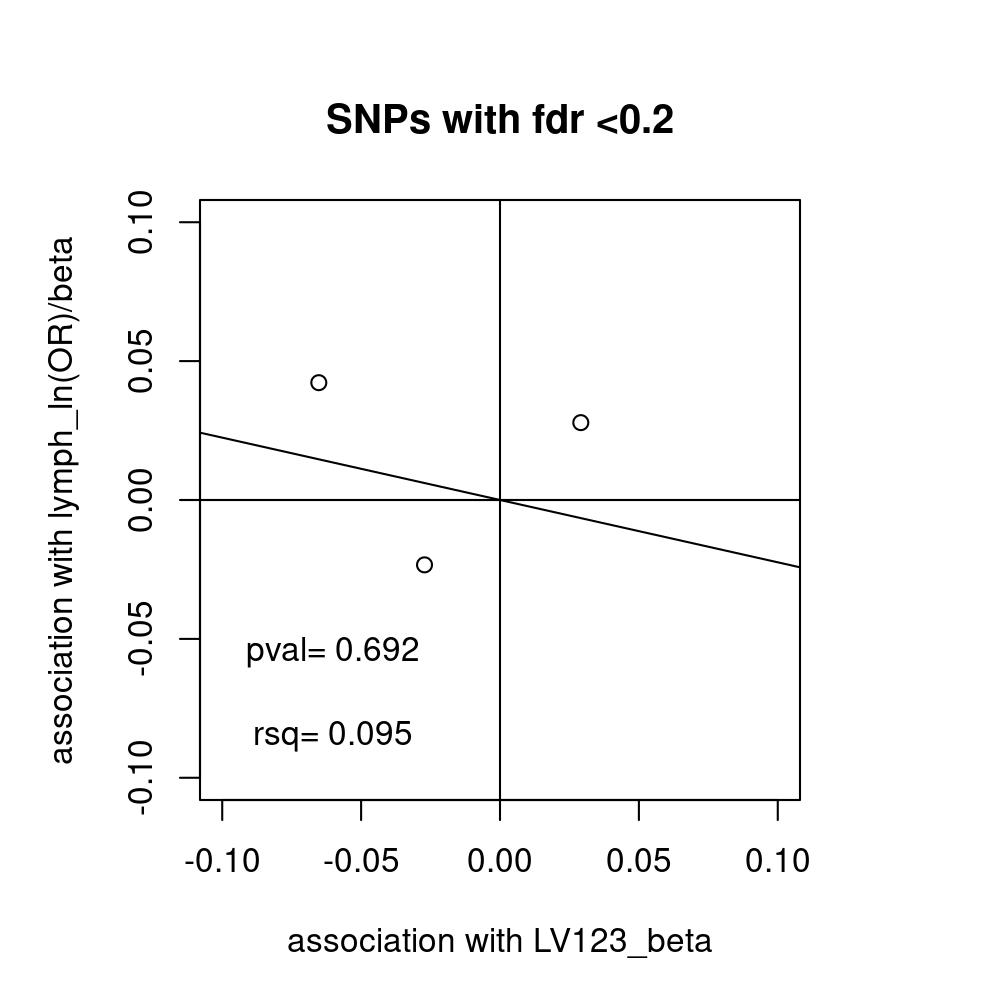 SNPs with fdr <0.2
association with lymph_ln(OR)/beta
0.10
0.05
0.00
-0.05
-0.10
pval= 0.692
rsq= 0.095
-0.10 -0.05 0.00 0.05 0.10
association with LV123_beta